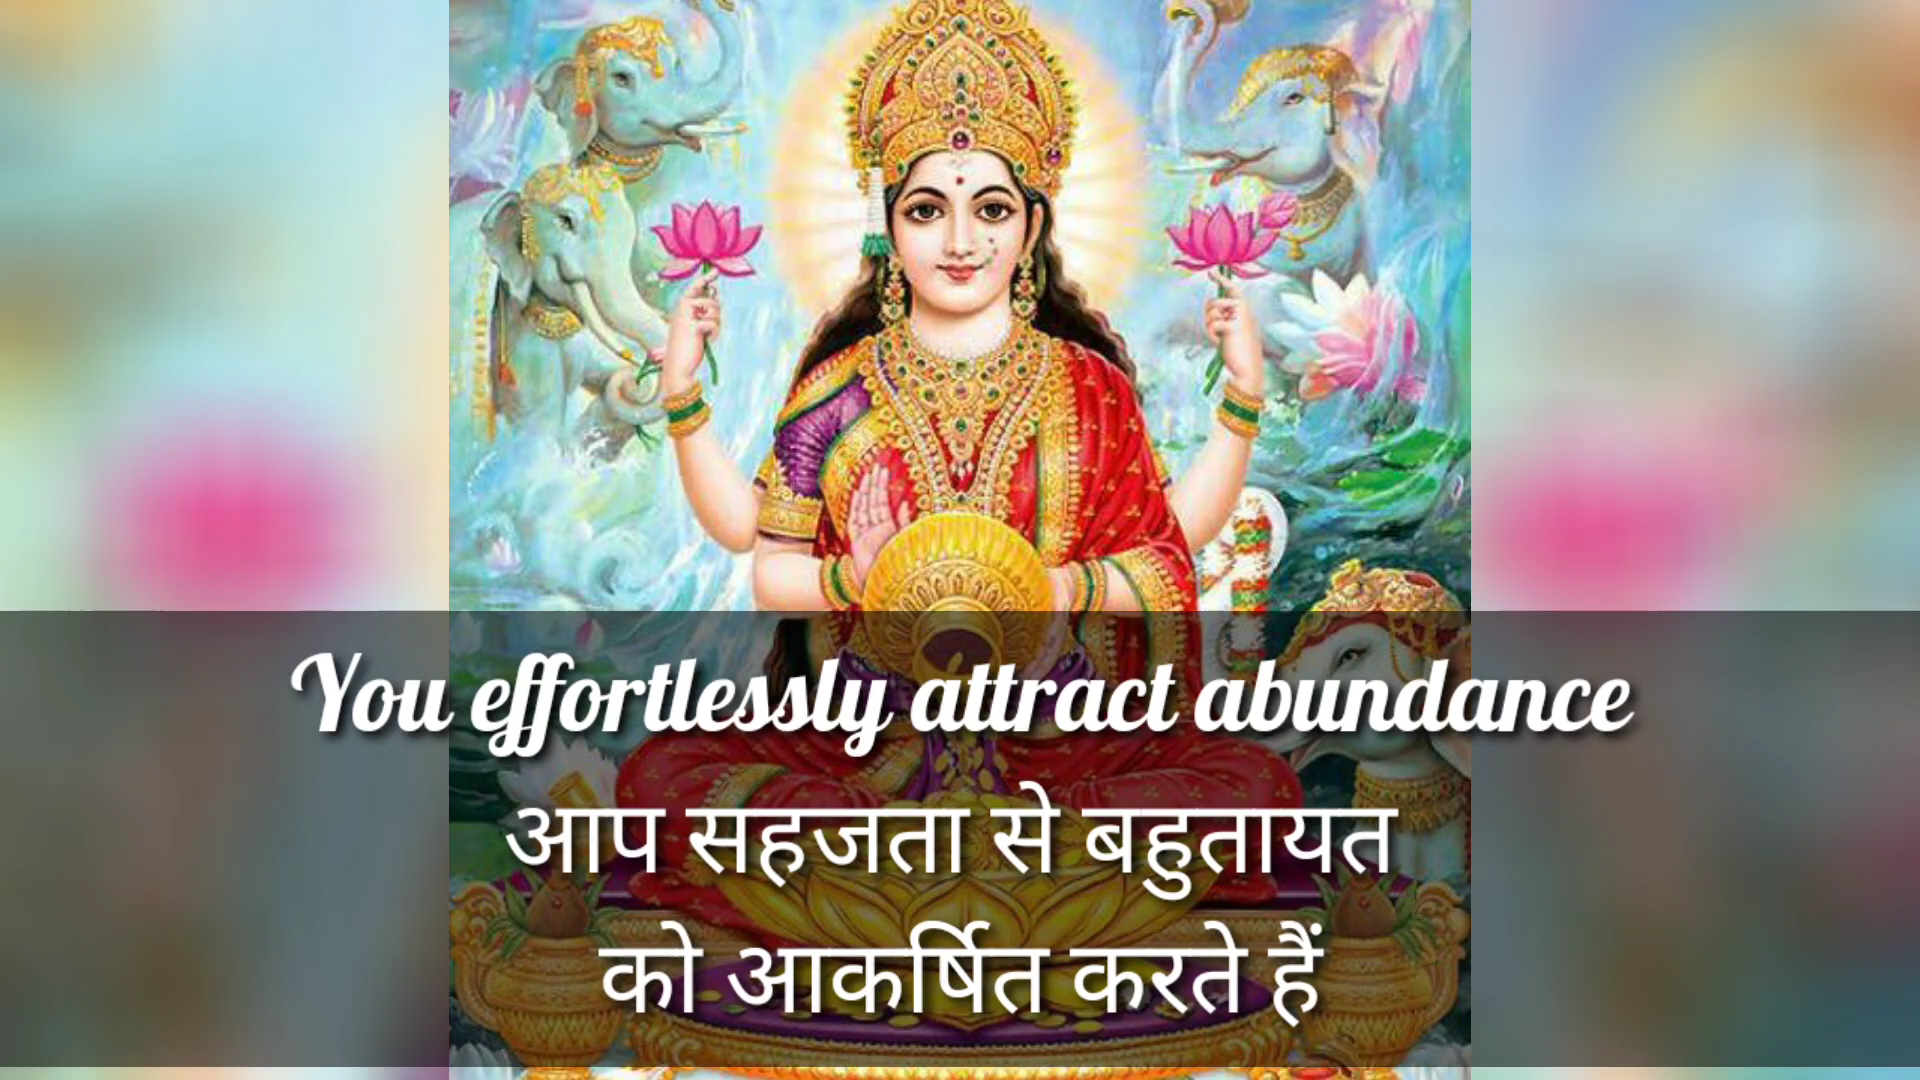 You effortlessly attract abundance
आप सहजता से बहुतायत
को आकर्षित करते हैं